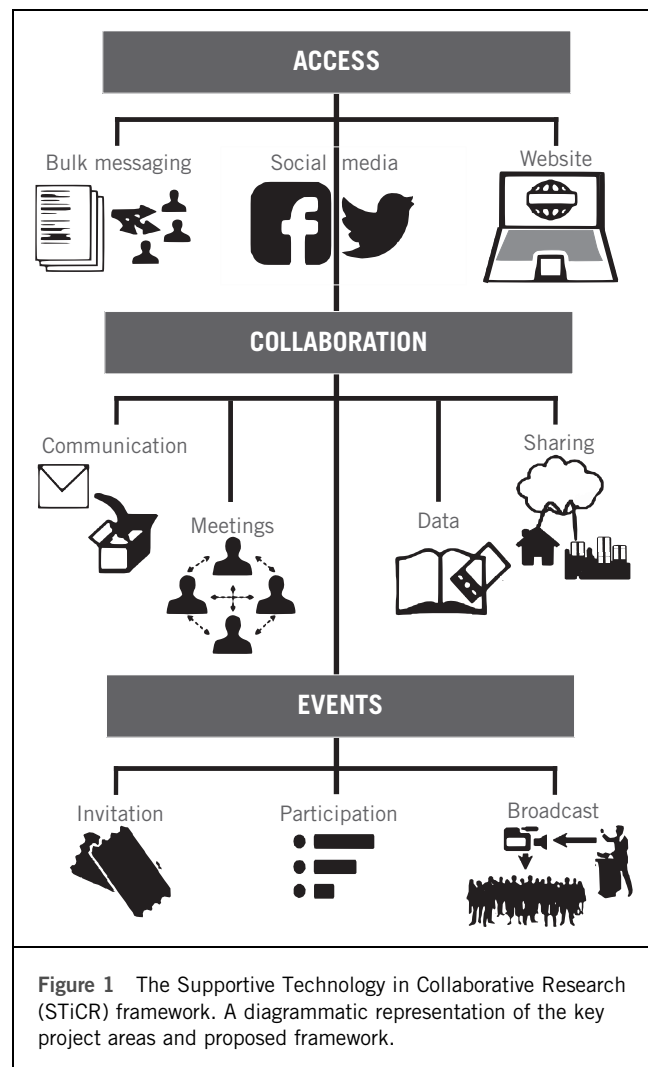 ACCESS
Bulk messaging
Social media
Website
COLLABORATION
Communication
Sharing
Meetings
Data
EVENTS
Invitation
Participation
Broadcast
Figure 1 The Supportive Technology in Collaborative Research
(STiCR) framework. A diagrammatic representation of the key
project areas and proposed framework.